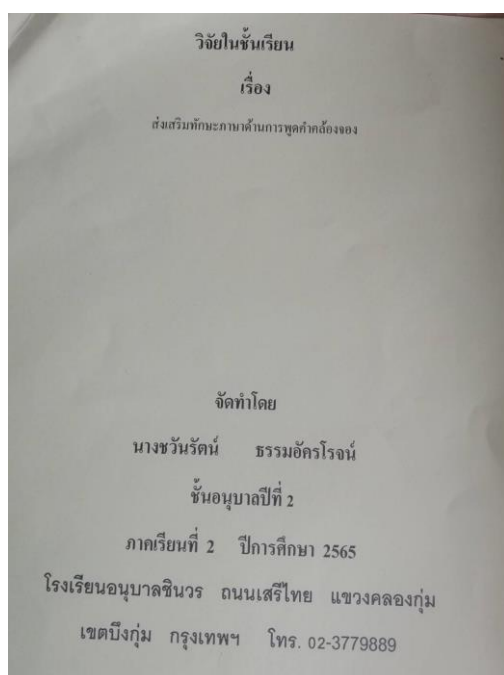 วิจัยในชั้นเรียน
เรื่อง
ส่งเสริมทักษะภาษาด้านการพูดคำคล้องจอง
จัดทำโดย
นางชวันรัตน์ ธรรมอัครโรจน์
ชั้นอนุบาลปีที่ 2
ภาคเรียนที่ 2 ปีการศึกษา 2565
โรงเรียนอนุบาลชินวร ถนนเสรีไทย แขวงคลองกุ่ม
เขตบึงกุ่ม กรุงเทพฯ โทร. 02-3779889